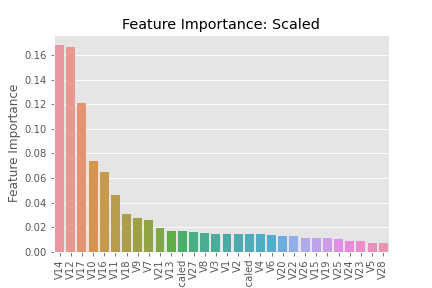 Feature Importance: Scaled
Feature Importance
0.16
0.14
0.12
0.10
0.08
0.06
0.04
0.02
0.00
V14
V12
V17
V10
V16
V11
V18
V9
V7
V21
V13
caled
V27
V8
V3
V1
V2
caled
V4
V6
V20
V22
V26
V15
V19
V25
V24
V23
V5
V28